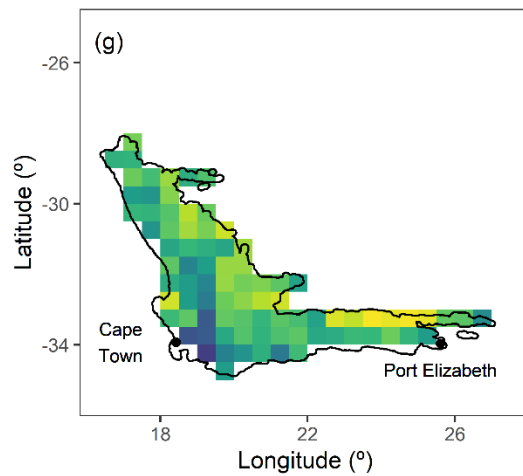 (g)
-26
-30
-34
Latitude (º)
Cape
Town
Port Elizabeth
18
22
26
Longitude (º)